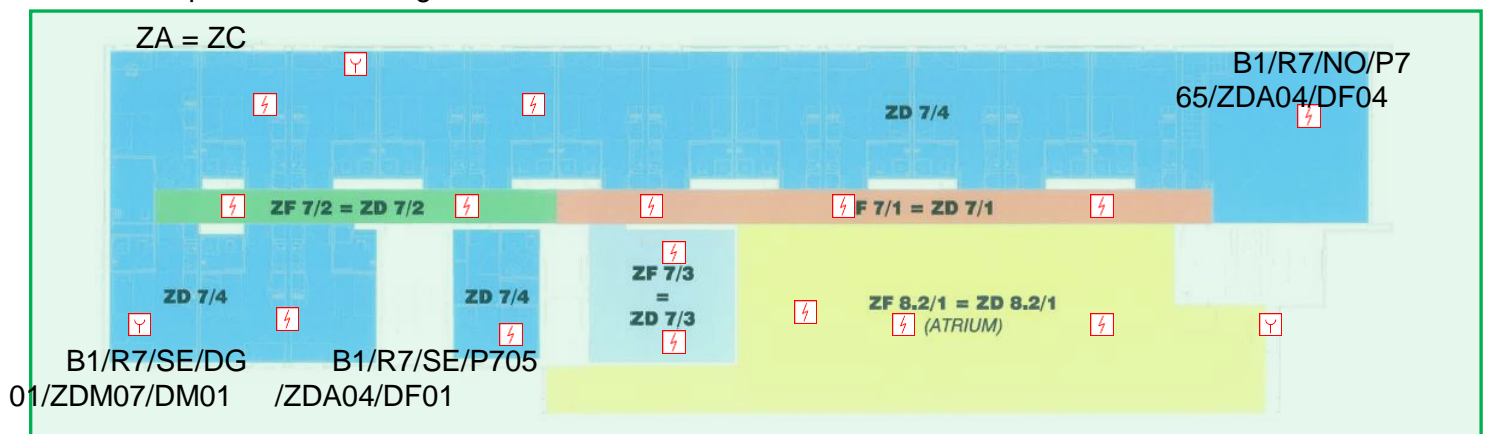 ZA = ZC
B1/R7/NO/P7
65/ZDA04/DF04
ZD 7/4
ZF 7/2 = ZD 7/2
F 7/1 = ZD 7/1
ZF 7/3
=
ZD 7/3
ZD 7/4
ZD 7/4
ZF 8.2/1 = ZD 8.2/1
(ATRIUM)
B1/R7/SE/DG
01/ZDM07/DM01
B1/R7/SE/P705
/ZDA04/DF01